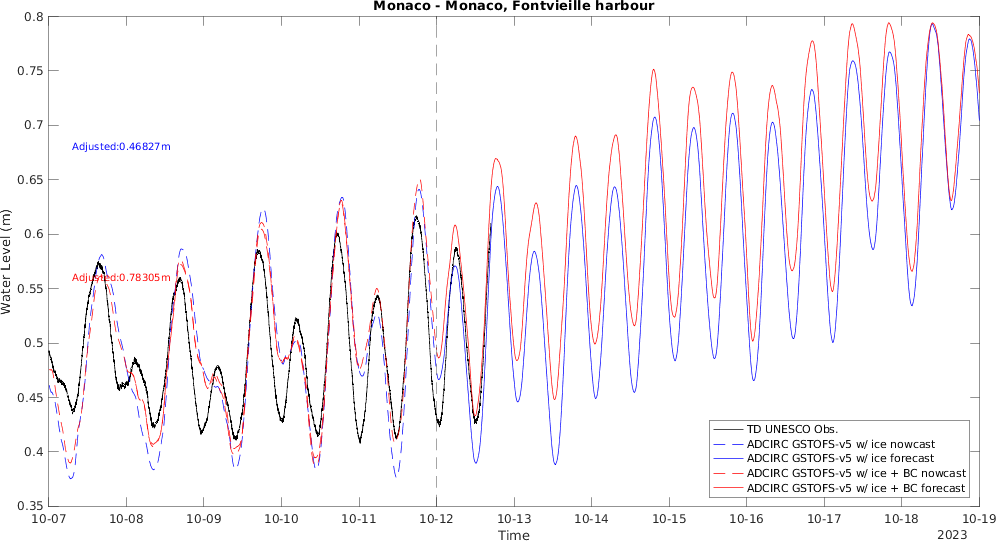 Monaco - Monaco, Fontvieille harbour
0.8
0.75
0.7
0.65
0.6
0.55
0.5
0.45
0.4
0.35
Water Level (m)
Adjusted:0.46827m
Adjusted:0.78305m
TD UNESCO Obs.
ADCIRC GSTOFS-v5 w/ ice nowcast
ADCIRC GSTOFS-v5 w/ ice forecast
ADCIRC GSTOFS-v5 w/ ice + BC nowcast
ADCIRC GSTOFS-v5 w/ ice + BC forecast
10-07 10-08 10-09 10-10 10-11 10-12 10-13 10-14 10-15 10-16 10-17 10-18 10-19
Time
2023